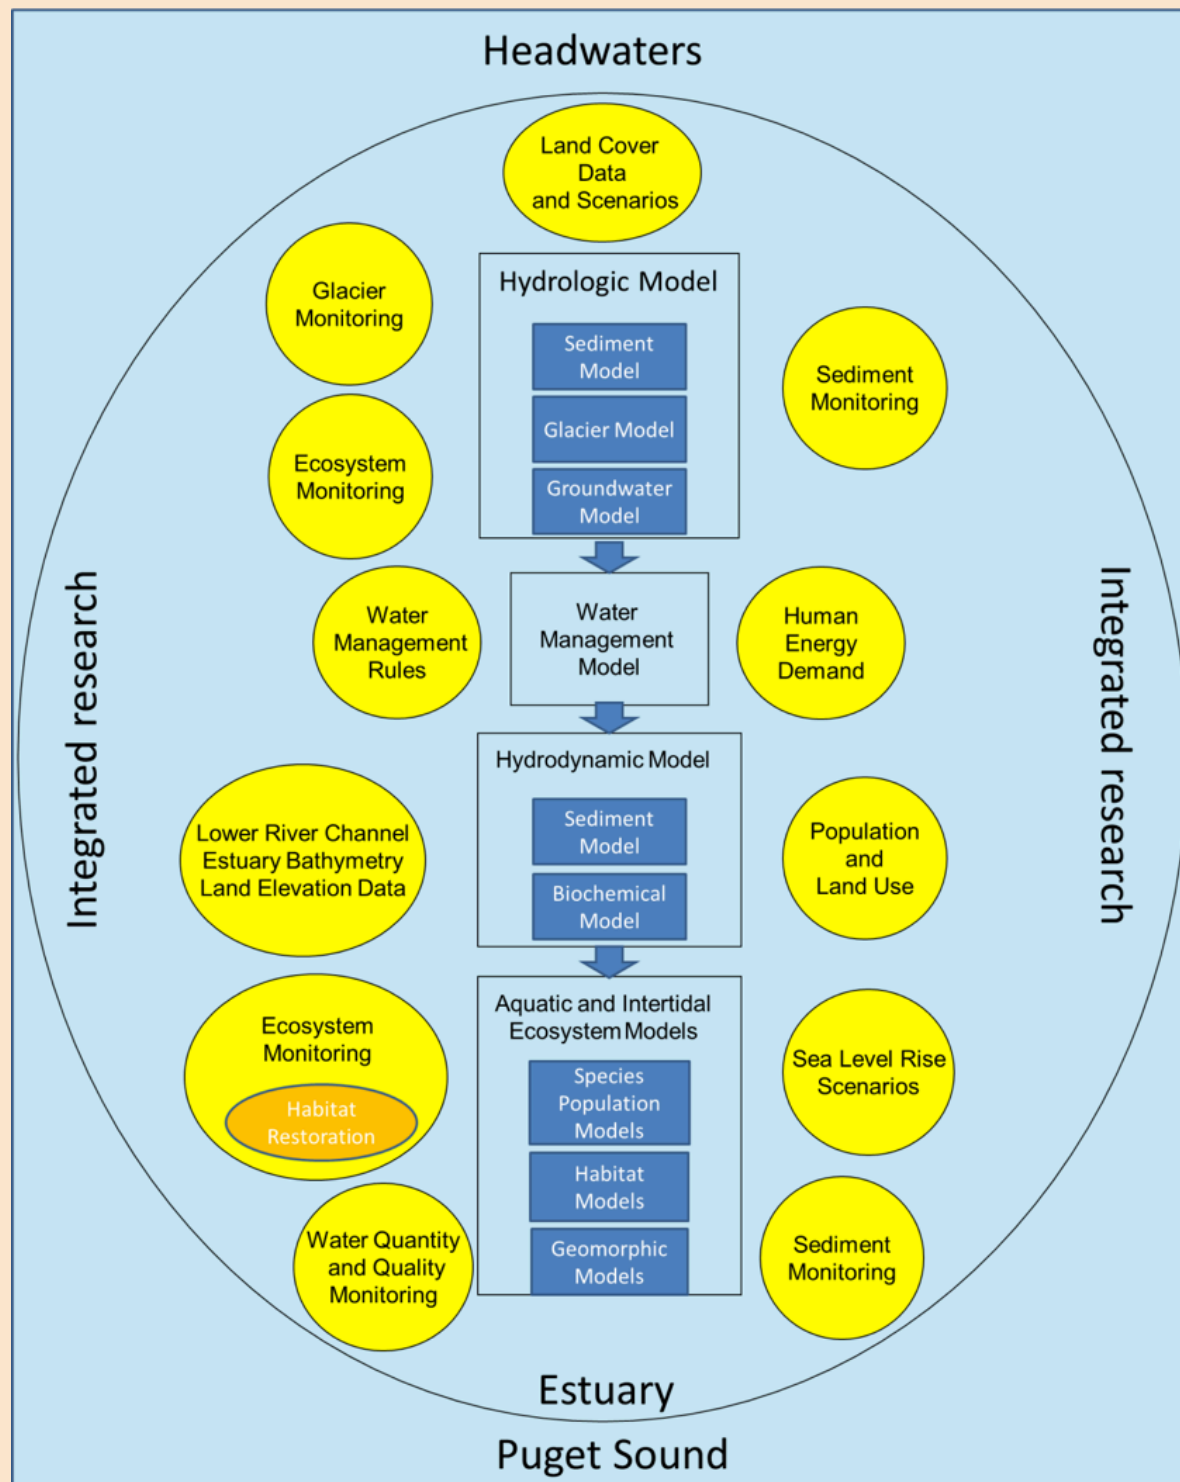 Headwaters
Land Cover
Data
and Scenarios
Glacier
Monitoring
Hydrologic Model
Sediment
Model
Glacier Model
Groundwater
Model
Sediment
Monitoring
Ecosystem
Monitoring
Water
Management
Rules
Water
Management
Model
Human
Energy
Demand
Integrated research
Integrated research
Hydrodynamic Model
Sediment
Model
Biochemical
Model
Lower River Channel
Estuary Bathymetry
Land Elevation Data
Population
and
Land Use
Ecosystem
Monitoring
Habitat
Restoration
Aquatic and Intertidal
Ecosystem Models
Species
Population
Models
Habitat
Models
Geomorphic
Models
Sea Level Rise
Scenarios
Water Quantity
and Quality
Monitoring
Sediment
Monitoring
Estuary
Puget Sound